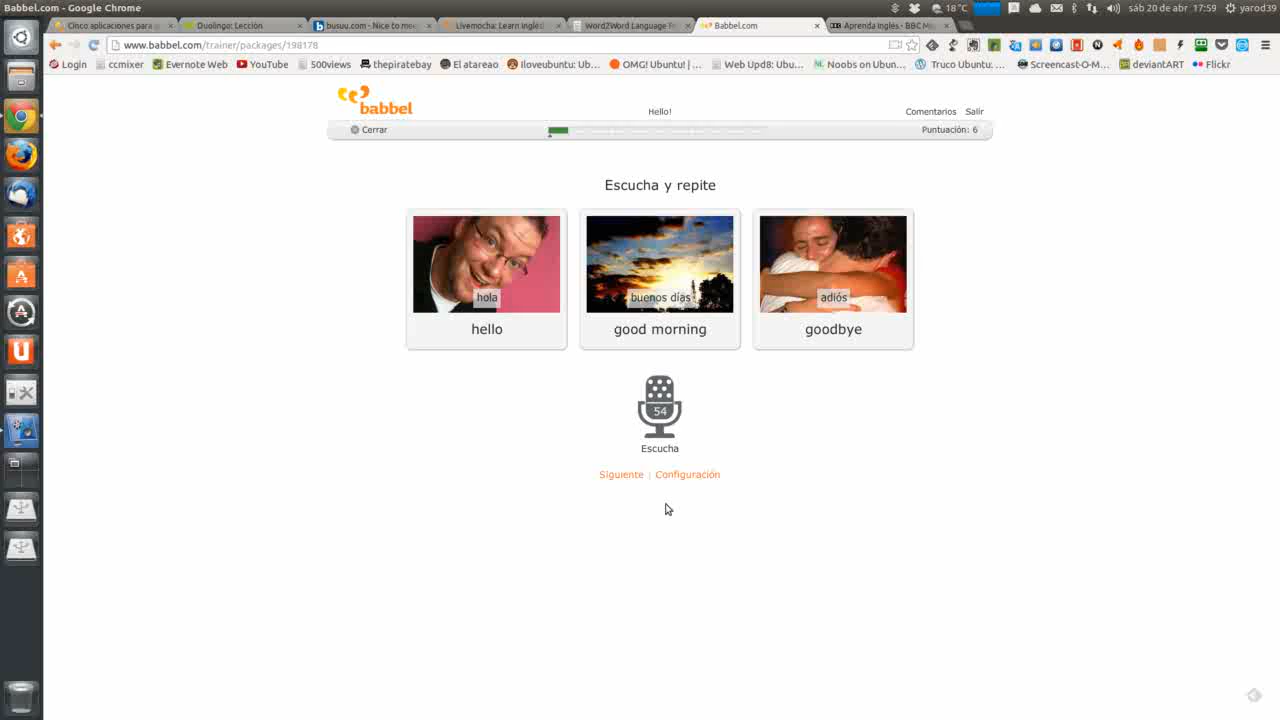 Babbel.com - Google Chrome
18°C
sáb 20 de abr 17:59
yarod39
Cinco aplicaciones para
Duolingo: Lección
busuu.com - Nice to mee
Livemocha: Learn Inglés
Word2Word Language
Babbel.com
Aprenda Inglés - BBC
www.babbel.com/trainer/packages/198178
Login
ccmixer
Evernote Web
YouTube
500views
thepiratebay
El atareao
Iloveubuntu: Ub...
OMG! Ubuntu! | ...
Web Upd8: Ubu...
Noobs on Ubun...
Truco Ubuntu. ...
Screencast-O-M...
deviantART
Flickr
babbel
Hello!
Comentarios Salir
Cerrar
Puntuación: 6
Escucha y repite
hola
buenos días
adiós
hello
good morning
goodbye
54
Escucha
Siguiente | Configuración